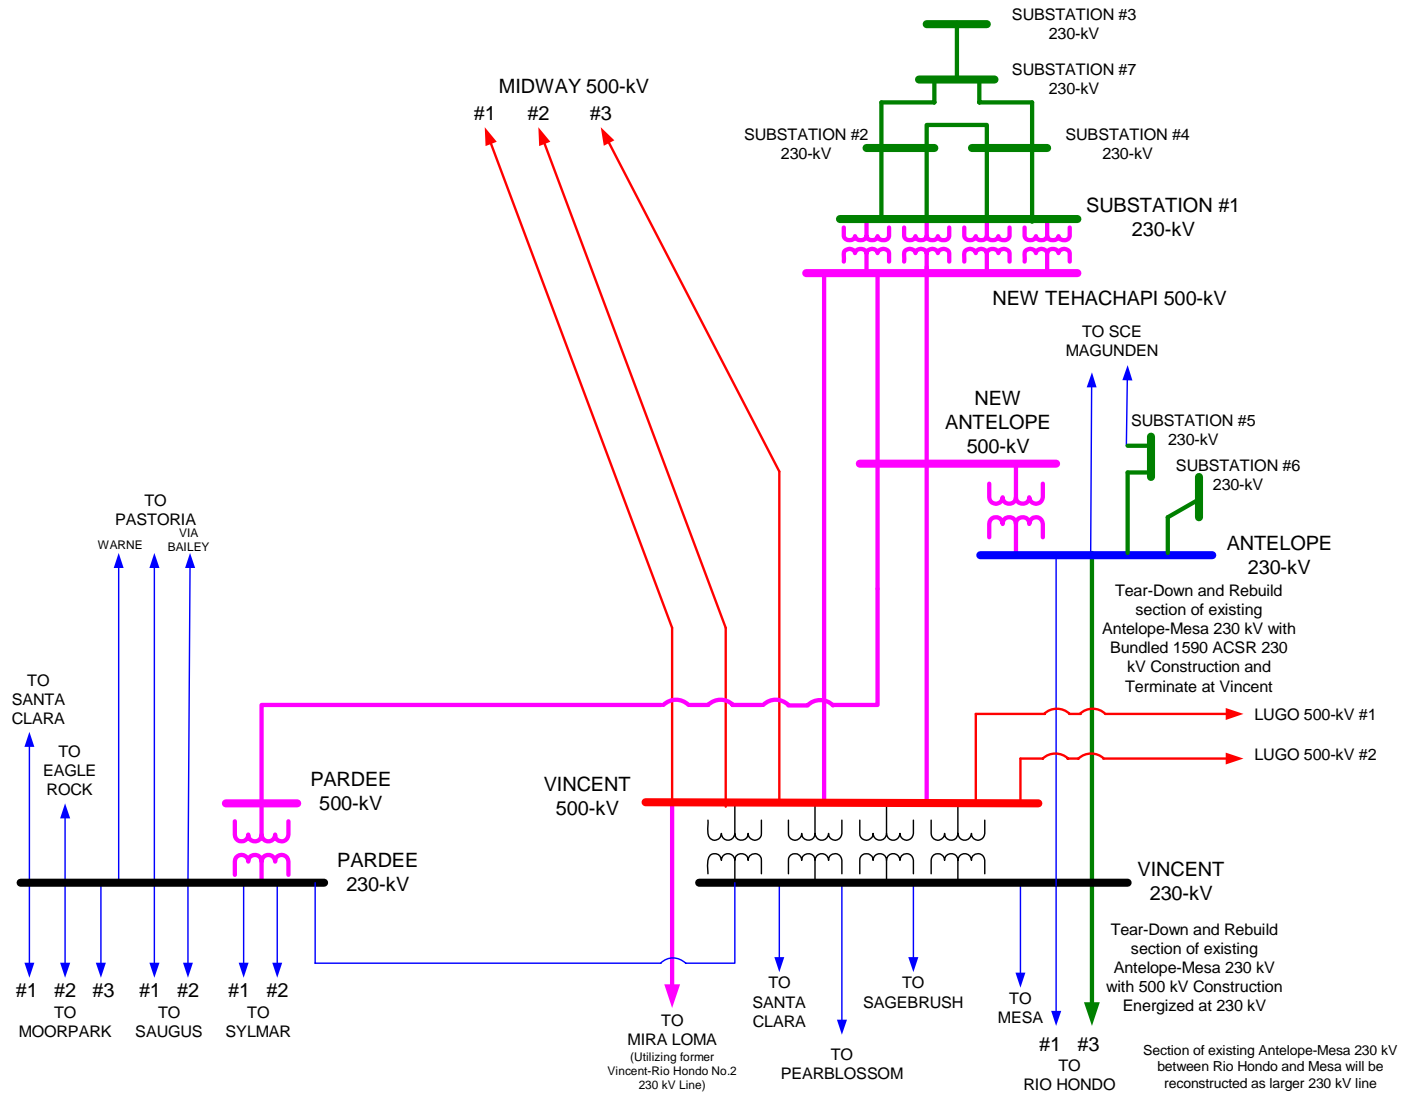 SUBSTATION #3
230-kV
SUBSTATION #7
230-kV
MIDWAY 500-kV
#1 #2 #3
SUBSTATION #2
230-kV
SUBSTATION #4
230-kV
SUBSTATION #1
230-kV
NEW TEHACHAPI 500-kV
TO SCE
MAGUNDEN
NEW
ANTELOPE
500-kV
SUBSTATION #5
230-kV
SUBSTATION #6
230-kV
ANTELOPE
230-kV
TO
PASTORIA
WARNE
VIA
BAILEY
Tear-Down and Rebuild
section of existing
Antelope-Mesa 230 kV with
Bundled 1590 ACSR 230
kV Construction and
Terminate at Vincent
TO
SANTA
CLARA
TO
EAGLE
ROCK
LUGO 500-kV #1
LUGO 500-kV #2
PARDEE
500-kV
VINCENT
500-kV
PARDEE
230-kV
VINCENT
230-kV
Tear-Down and Rebuild
section of existing
Antelope-Mesa 230 kV
with 500 kV Construction
Energized at 230 kV
#1 #2 #3
TO
MOORPARK
#1 #2
TO
SAUGUS
#1 #2
TO
SYLMAR
TO
MIRA LOMA
(Utilizing former
Vincent-Rio Hondo No.2
230 kV Line)
TO
SANTA
CLARA
TO
PEARBLOSSOM
TO
SAGEBRUSH
TO
MESA
#1 #3
TO
RIO HONDO
Section of existing Antelope-Mesa 230 kV
between Rio Hondo and Mesa will be
reconstructed as larger 230 kV line